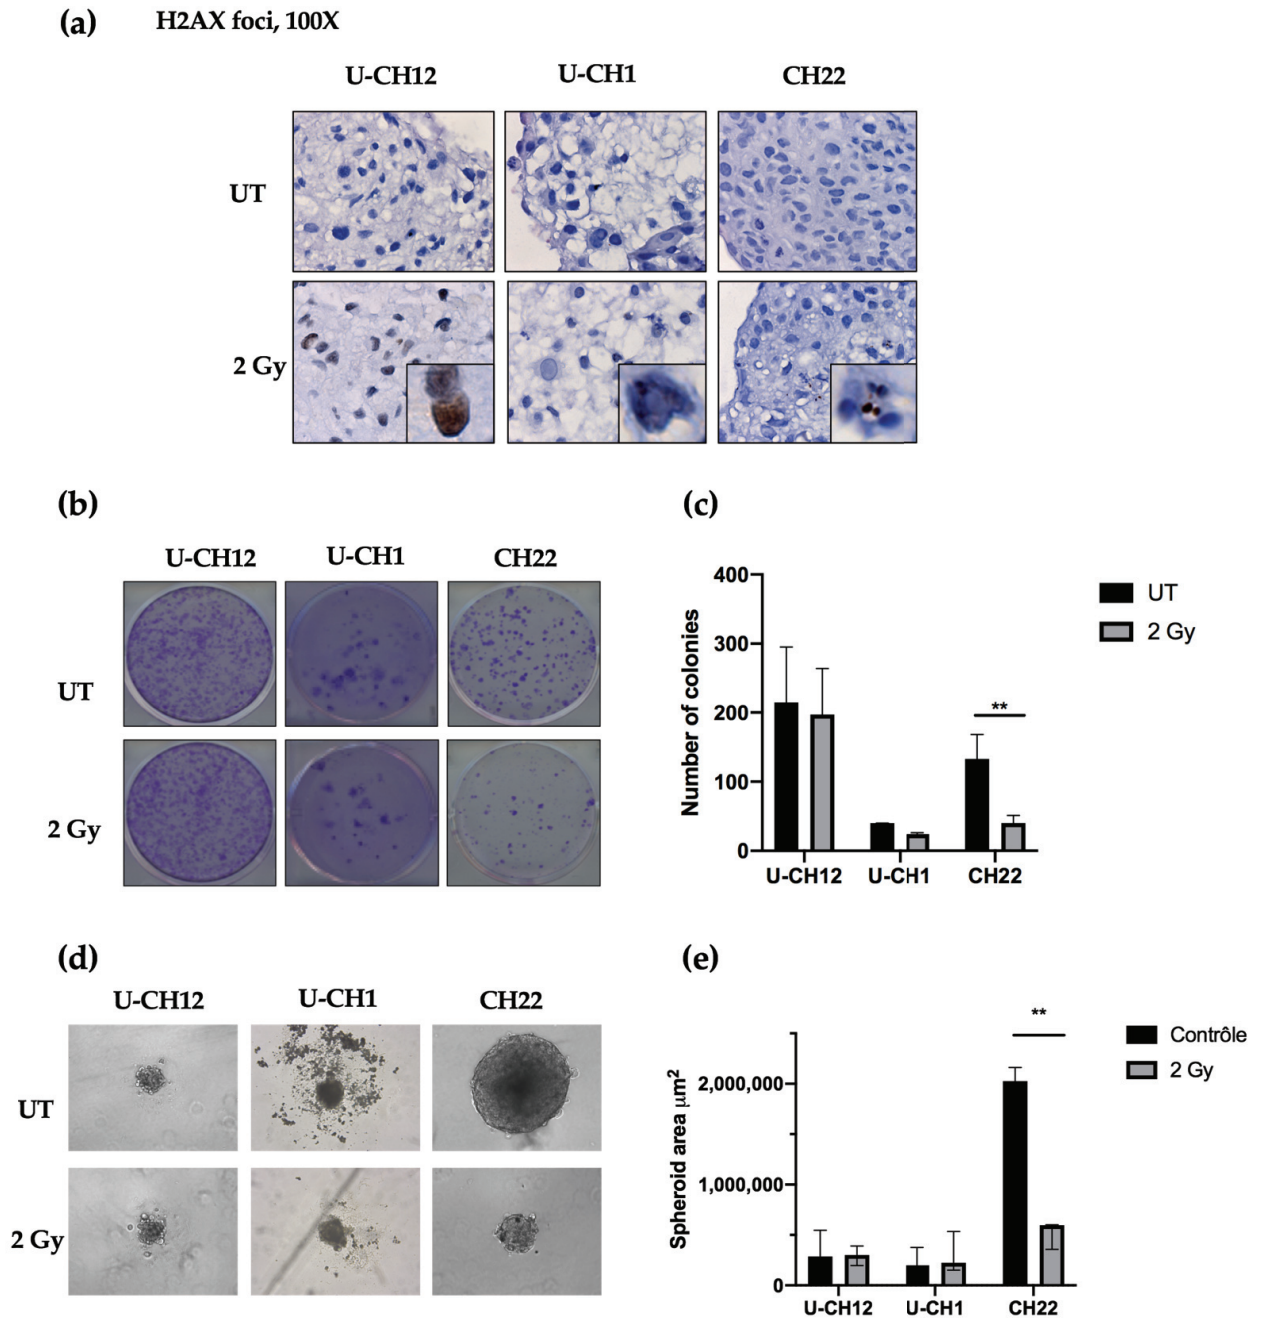 (a) H2AX foci, 100X
U-CH12 U-CH1 CH22
UT
2 Gy
(b)
U-CH12 U-CH1 CH22
UT
2 Gy
(c)
Number of colonies
400
300
200
100
0
U-CH12 U-CH1 CH22
**
UT
2 Gy
(d)
U-CH12 U-CH1 CH22
UT
2 Gy
(e)
Spheroid area µm²
2,000,000
1,000,000
0
U-CH12 U-CH1 CH22
**
Contrôle
2 Gy